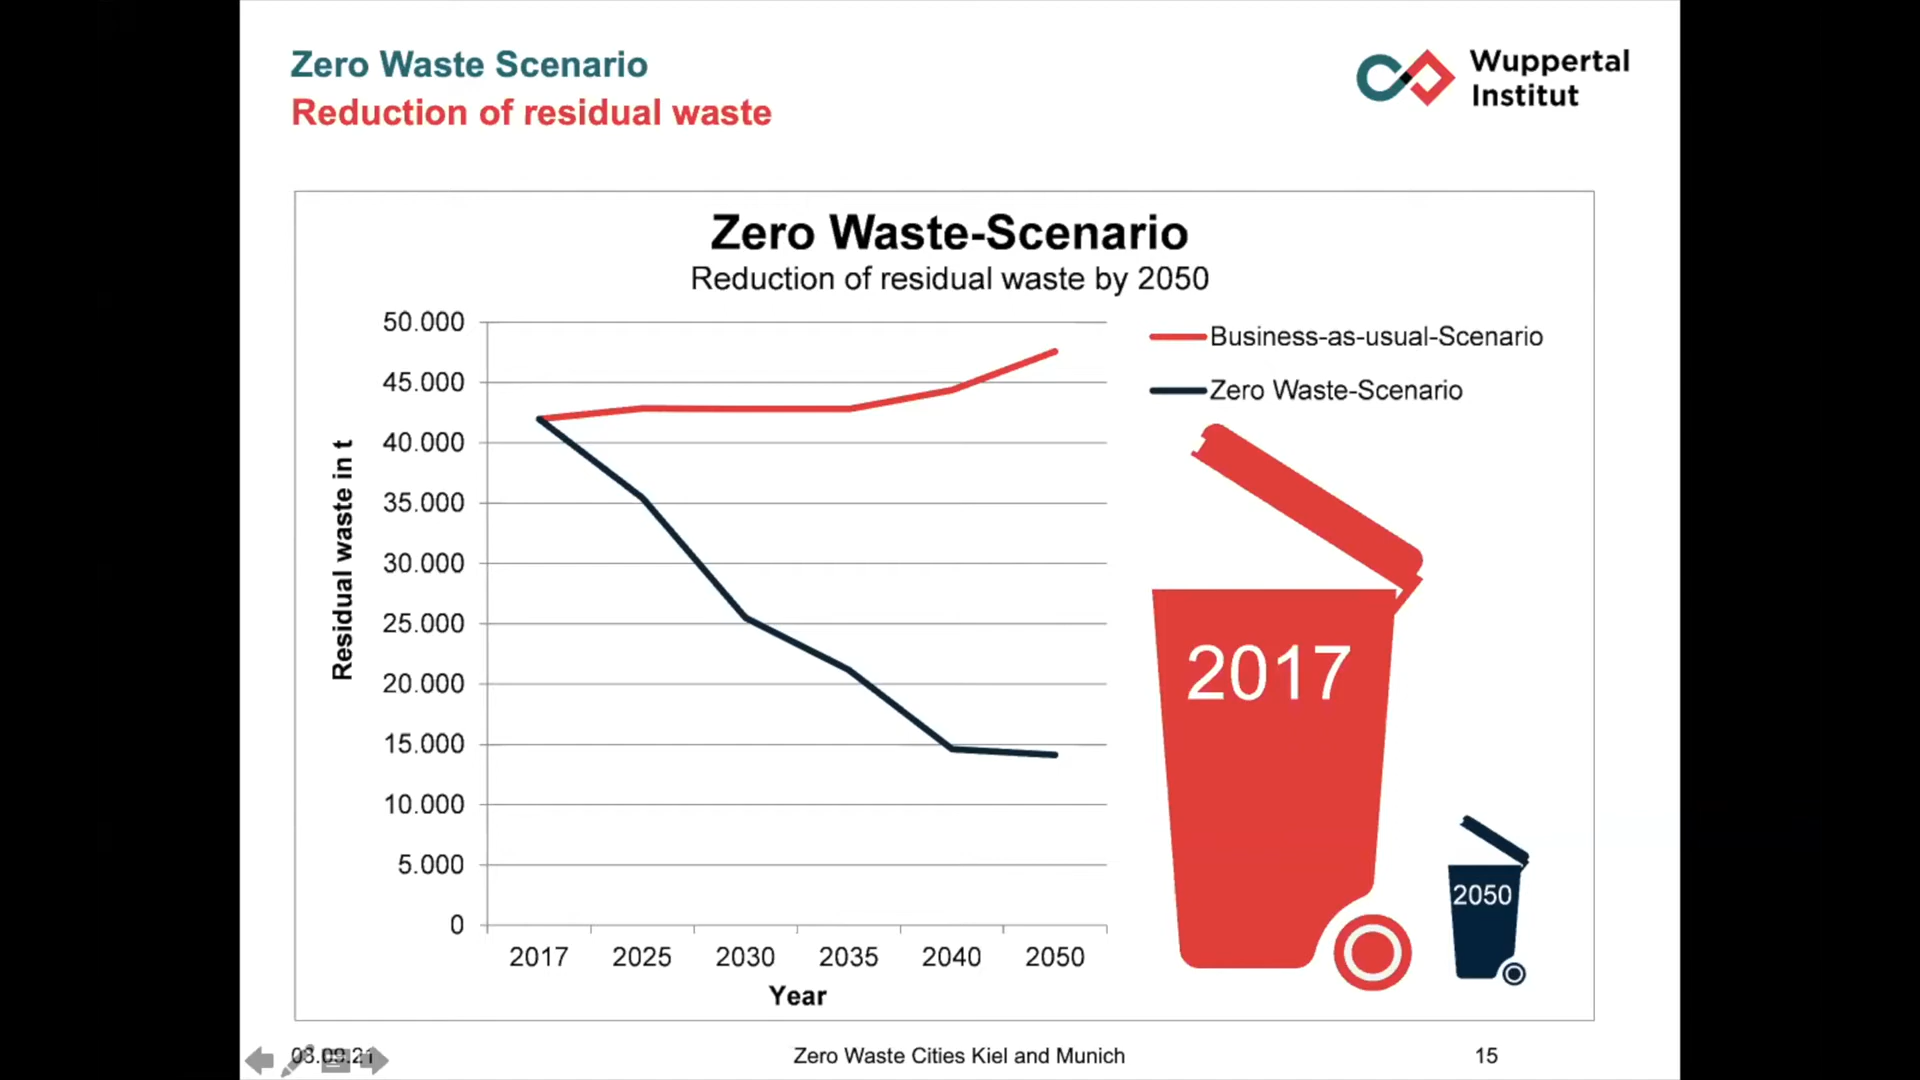 Zero Waste Scenario
Reduction of residual waste
Wuppertal
Institut
Zero Waste-Scenario
Reduction of residual waste by 2050
50.000
45.000
40.000
35.000
30.000
25.000
20.000
15.000
10.000
5.000
0
Residual waste in t
2017 2025 2030 2035 2040 2050
Year
Business-as-usual-Scenario
Zero Waste-Scenario
2017
2050
08.09.21
Zero Waste Cities Kiel and Munich
15